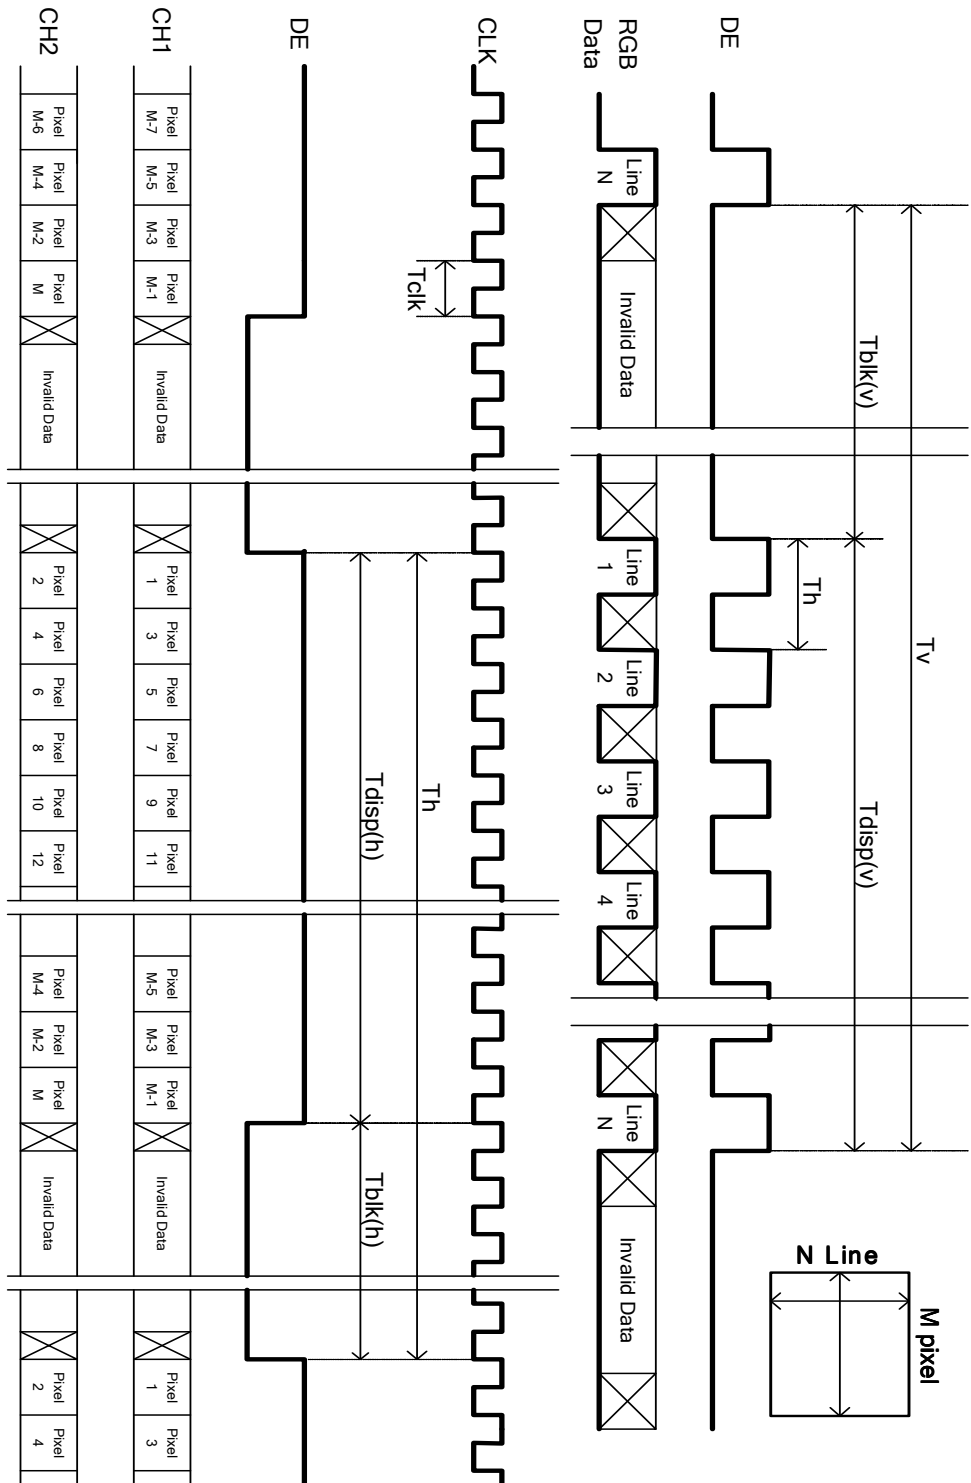 Tv
Tblk(v)
Tdisp(v)
Th
DE
RGB
Data
Line
N
Invalid Data
Line
1
Line
2
Line
3
Line
4
Line
N
Invalid Data
M pixel
N Line
CLK
Tclk
Th
Tdisp(h)
Tblk(h)
DE
CH1
Pixel
M-7
Pixel
M-5
Pixel
M-3
Pixel
M-1
Invalid Data
Pixel
1
Pixel
3
Pixel
5
Pixel
7
Pixel
9
Pixel
11
Pixel
M-5
Pixel
M-3
Pixel
M-1
Invalid Data
Pixel
1
Pixel
3
CH2
Pixel
M-6
Pixel
M-4
Pixel
M-2
Pixel
M
Invalid Data
Pixel
2
Pixel
4
Pixel
6
Pixel
8
Pixel
10
Pixel
12
Pixel
M-4
Pixel
M-2
Pixel
M
Invalid Data
Pixel
2
Pixel
4